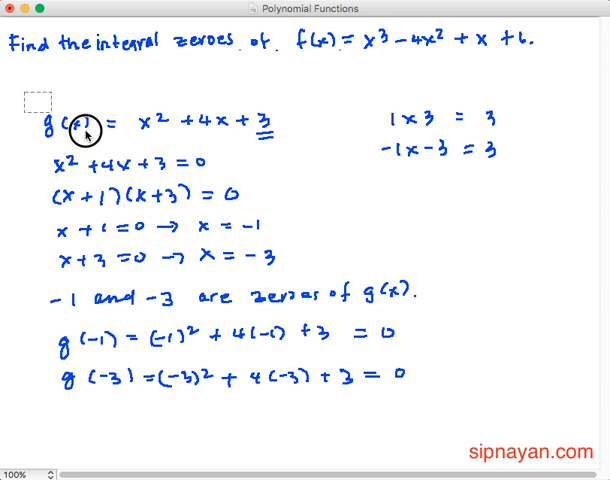 Polynomial Functions
Find the integral zeroes of f(x) = x³ - 4x² + x + 6.
g(x) = x² + 4x + 3
1 x 3 = 3
x² + 4x + 3 = 0
-1 x -3 = 3
(x + 1)(x + 3) = 0
x + 1 = 0 → x = -1
x + 3 = 0 → x = -3
-1 and -3 are zeroes of g(x).
g(-1) = (-1)² + 4(-1) + 3 = 0
g(-3) = (-3)² + 4(-3) + 3 = 0
sipnayan.com
100%